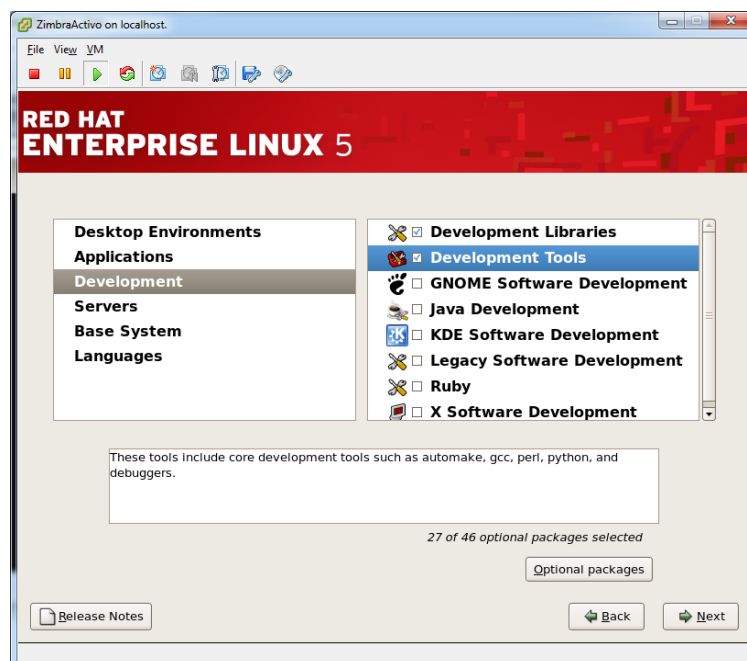 ZimbraActivo on localhost.
File View VM
RED HAT
ENTERPRISE LINUX 5
Desktop Environments
Applications
Development
Servers
Base System
Languages
Development Libraries
Development Tools
GNOME Software Development
Java Development
KDE Software Development
Legacy Software Development
Ruby
X Software Development
These tools include core development tools such as automake, gcc, perl, python, and
debuggers.
27 of 46 optional packages selected
Optional packages
Release Notes
Back
Next